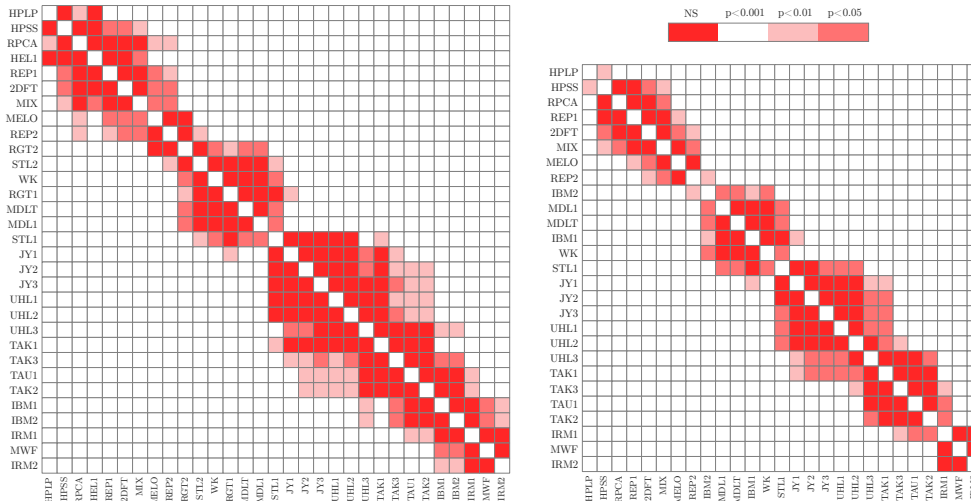 HPLP
HPSS
RPCA
HEL1
REP1
2DFT
MIX
MELO
REP2
RGT2
STL2
WK
RGT1
MDLT
MDL1
STL1
JY1
JY2
JY3
UHL1
UHL2
UHL3
TAK1
TAK3
TAU1
TAK2
IBM1
IBM2
IRM1
MWF
IRM2
HPLP HPSS RPCA HEL1 REP1 2DFT MIX MELO REP2 RGT2 STL2 WK RGT1 MDLT MDL1 STL1 JY1 JY2 JY3 UHL1 UHL2 UHL3 TAK1 TAK3 TAU1 TAK2 IBM1 IBM2 IRM1 MWF IRM2
NS p<0.001 p<0.01 p<0.05
HPLP
HPSS
RPCA
REP1
2DFT
MIX
MELO
REP2
IBM2
MDL1
MDLT
IBM1
WK
STL1
JY1
JY2
JY3
UHL1
UHL2
UHL3
TAK1
TAK3
TAU1
TAK2
IRM1
MWF
IRM2
HPLP HPSS RPCA REP1 2DFT MIX MELO REP2 IBM2 MDL1 MDLT IBM1 WK STL1 JY1 JY2 JY3 UHL1 UHL2 UHL3 TAK1 TAK3 TAU1 TAK2 IRM1 MWF